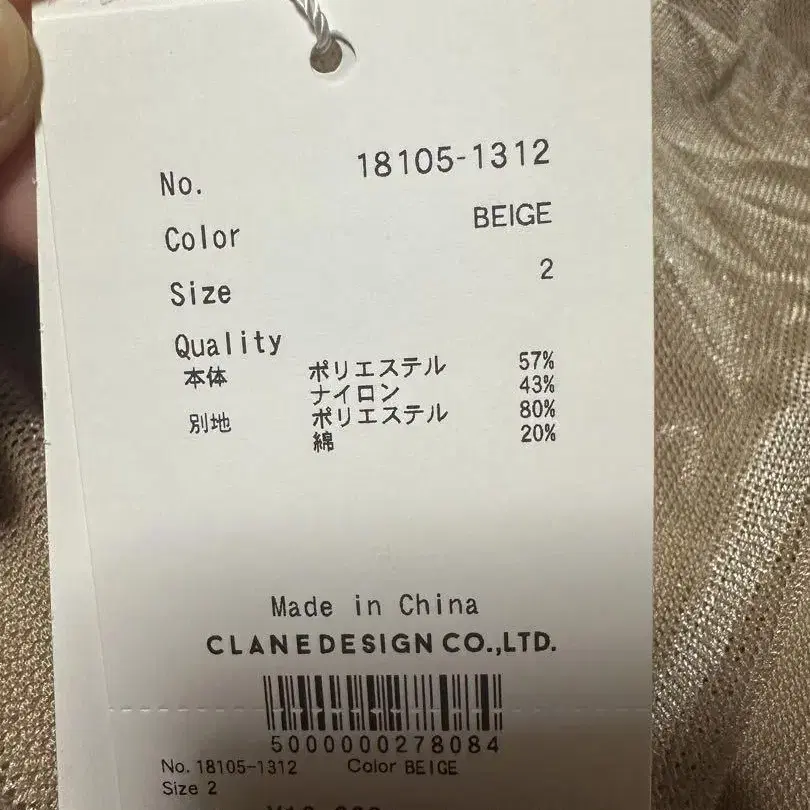 No. 18105-1312
Color BEIGE
Size 2
Quality
本体 ポリエステル 57%
ナイロン 43%
別地 ポリエステル 80%
綿 20%
Made in China
CLANEDESIGN CO.,LTD.
5000000278084
No. 18105-1312 Color BEIGE
Size 2